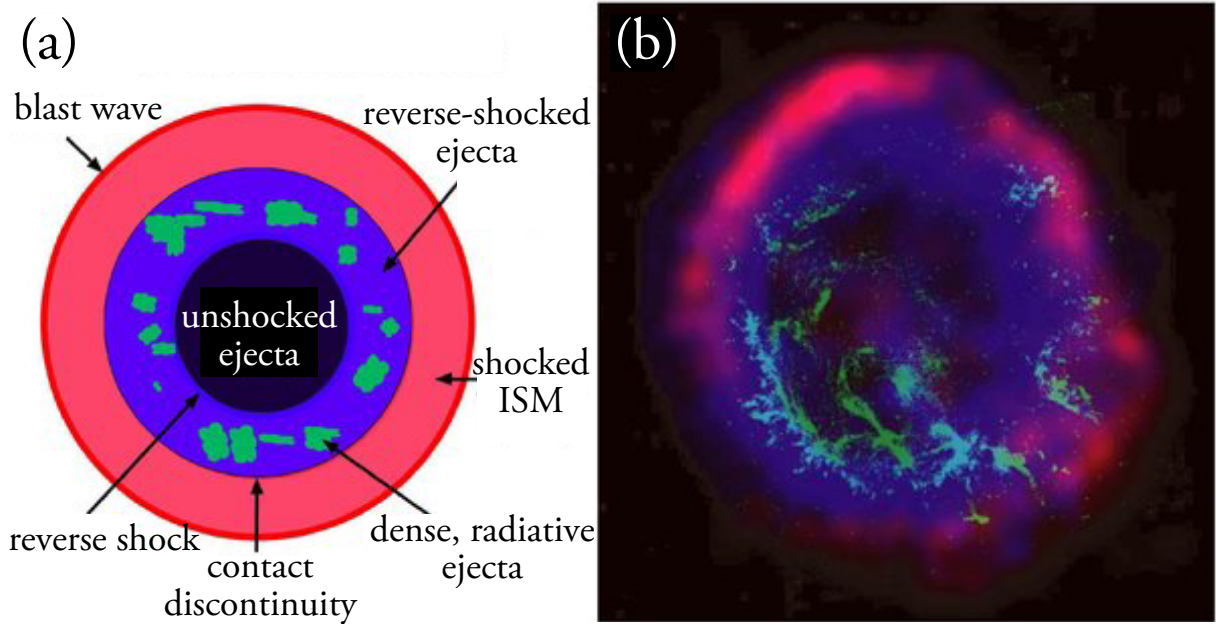 (a)
blast wave
reverse-shocked
ejecta
unshocked
ejecta
shocked
ISM
reverse shock
contact
discontinuity
dense, radiative
ejecta
(b)